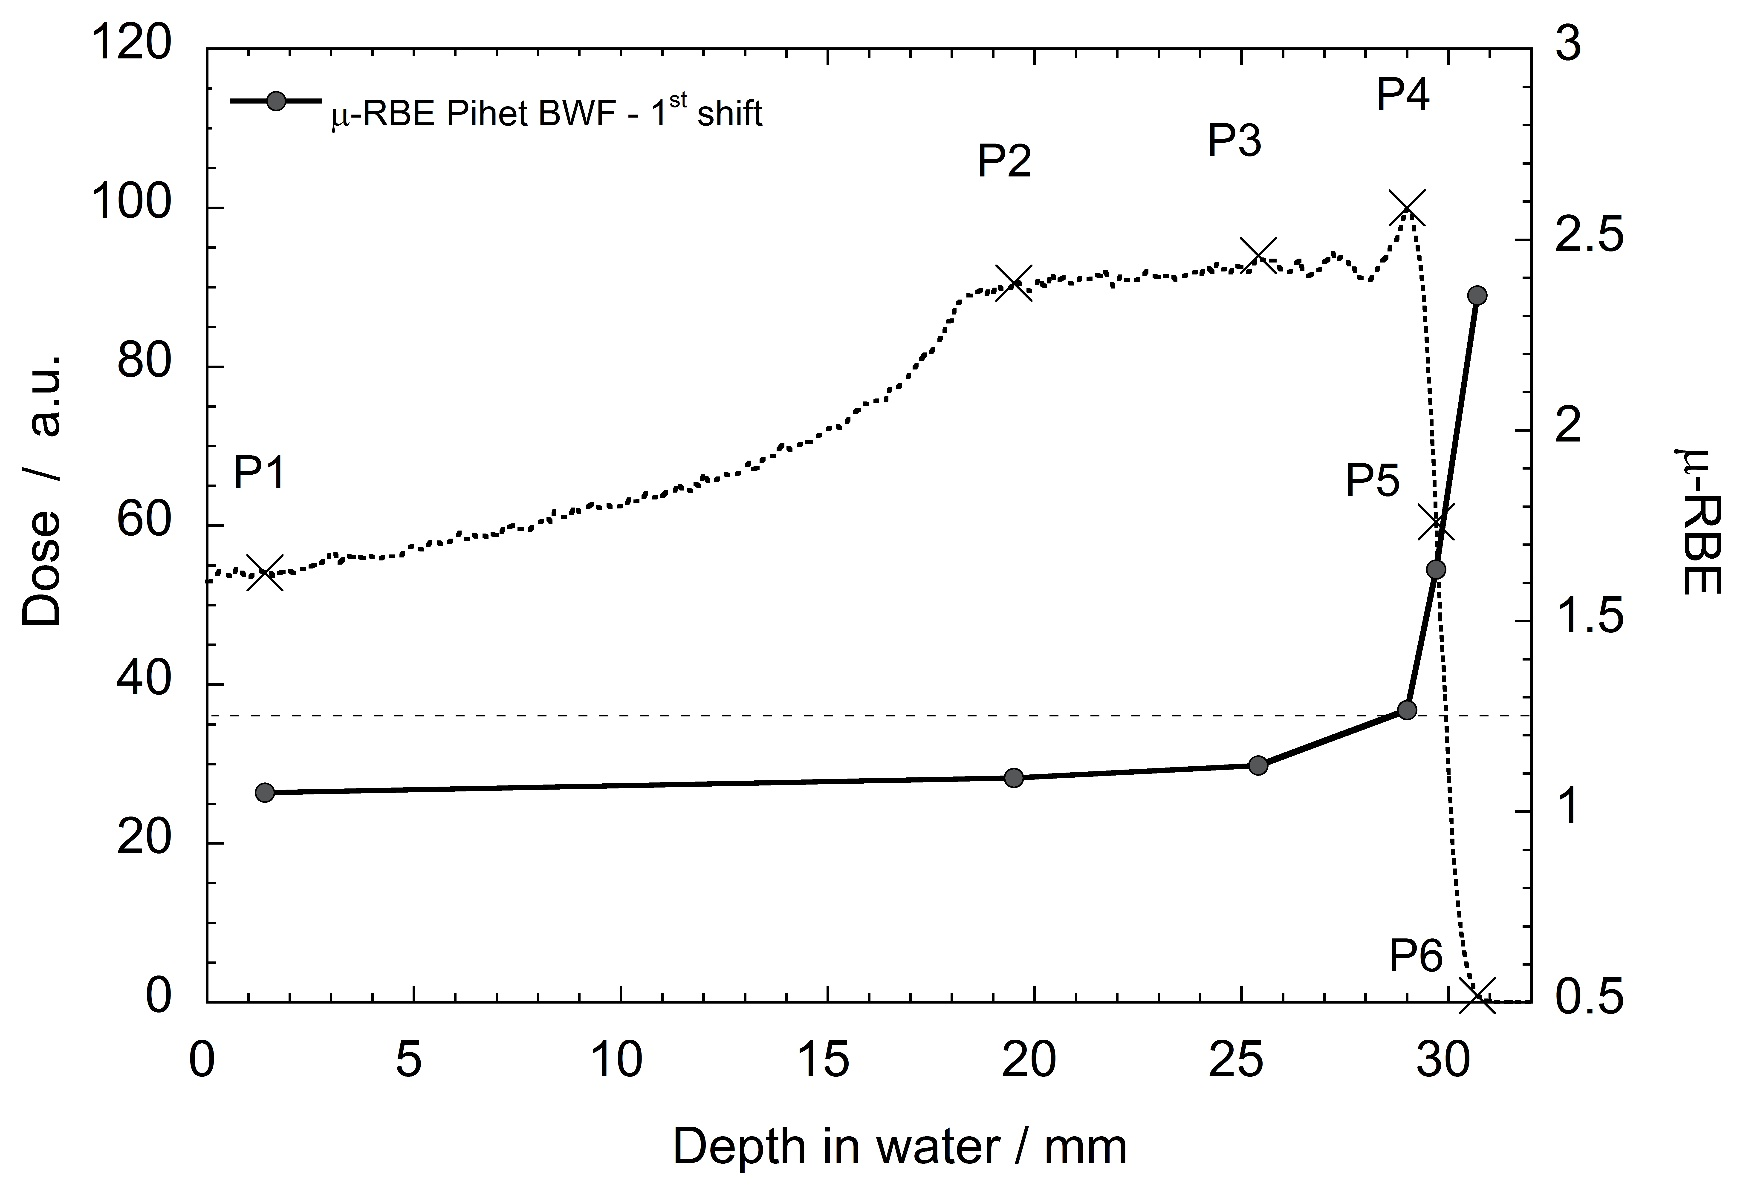 120
100
80
60
40
20
0
Dose / a.u.
μ-RBE Pihet BWF - 1st shift
P1
P2
P3
P4
P5
P6
3
2.5
2
1.5
1
0.5
μ-RBE
0 5 10 15 20 25 30
Depth in water / mm